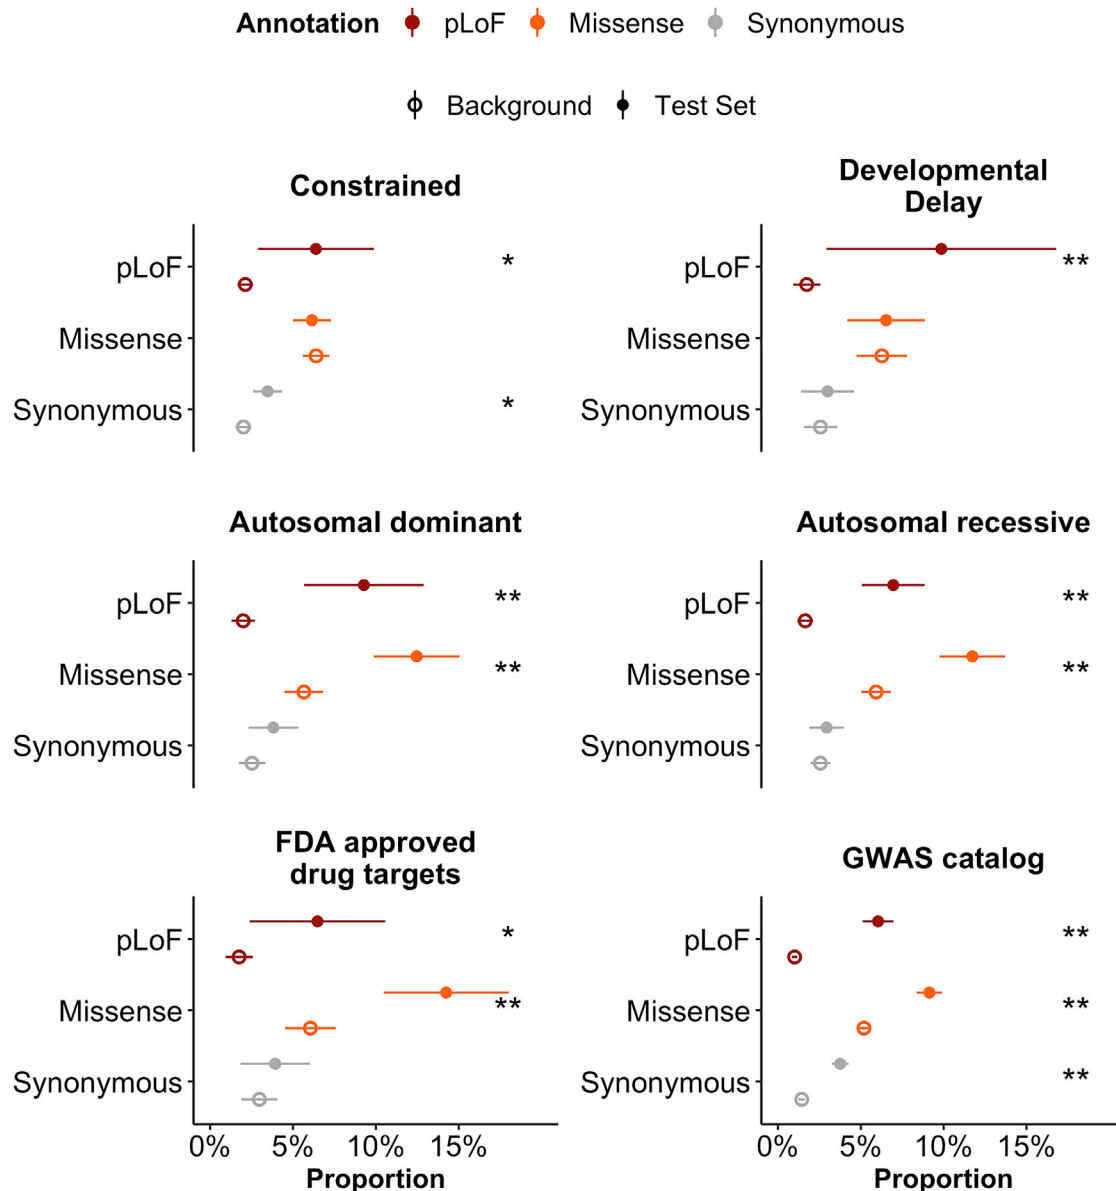 Annotation pLoF Missense Synonymous
Background Test Set
Constrained
pLoF *
Missense
Synonymous *
Developmental
Delay
pLoF **
Missense
Synonymous
Autosomal dominant
pLoF **
Missense **
Synonymous
Autosomal recessive
pLoF **
Missense **
Synonymous
FDA approved
drug targets
pLoF *
Missense **
Synonymous
0% 5% 10% 15%
Proportion
GWAS catalog
pLoF **
Missense **
Synonymous **
0% 5% 10% 15%
Proportion